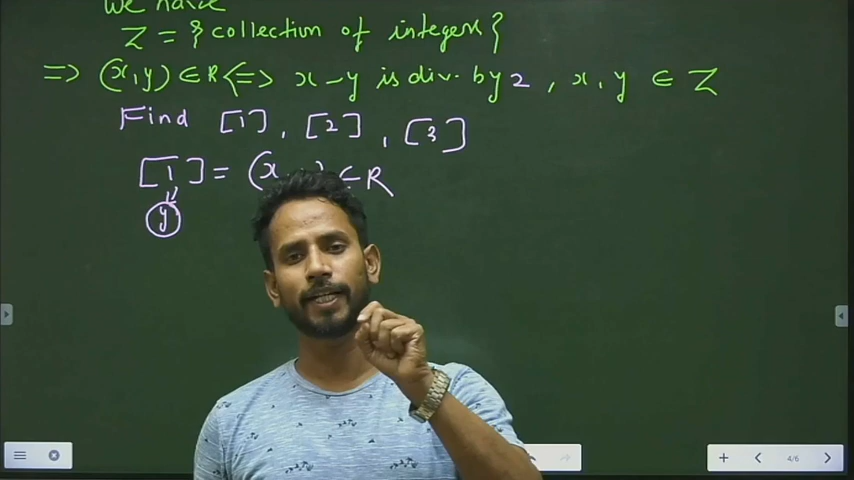 we have
Z = { collection of integers }
=> (x,y) ∈ R <=> x-y is div. by 2 , x, y ∈ Z
Find [1] , [2] , [3]
[1] = (x ∈ R
y
4/6